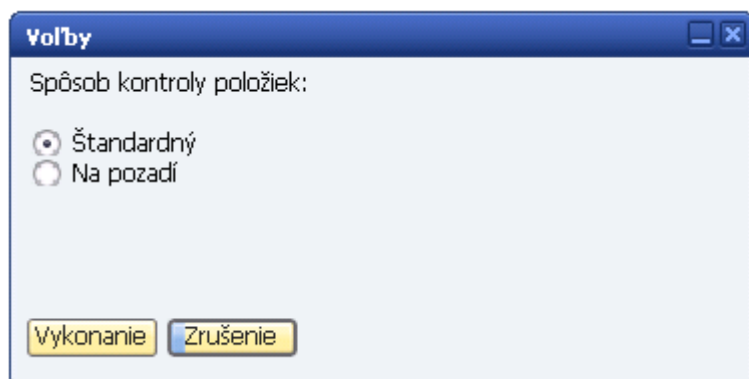 Voľby
Spôsob kontroly položiek:
Štandardný
Na pozadí
Vykonanie Zrušenie